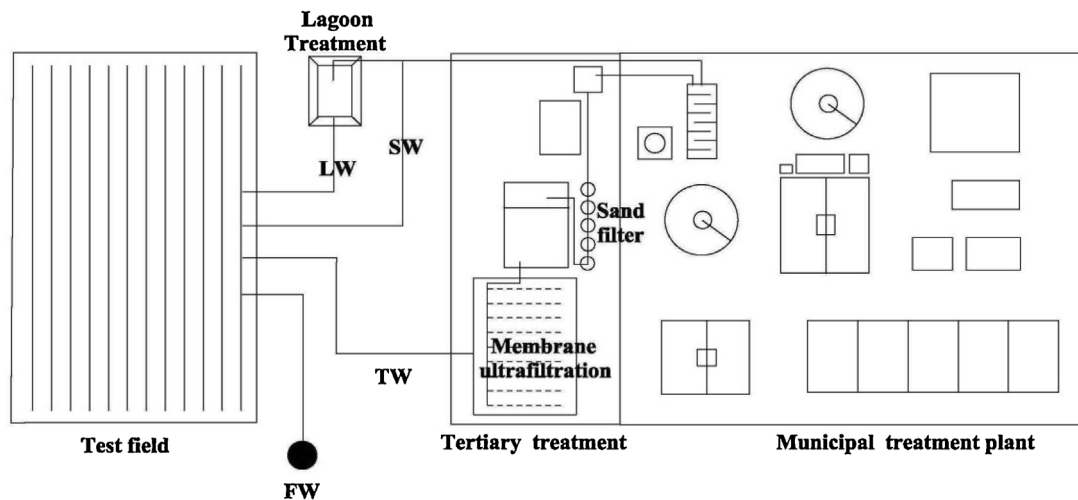 Lagoon
Treatment
LW
SW
Sand
filter
Membrane
ultrafiltration
TW
Test field
FW
Tertiary treatment
Municipal treatment plant